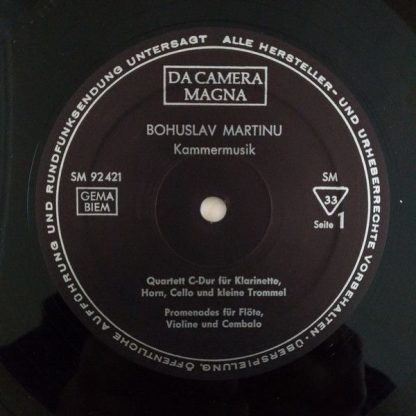 DA CAMERA
MAGNA
BOHUSLAV MARTINU
Kammermusik
SM 92 421
GEMA
BIEM
SM
33
Seite 1
Quartett C-Dur für Klarinette,
Horn, Cello und kleine Trommel
Promenades für Flöte,
Violine und Cembalo
ALLE HERSTELLER- UND URHEBERRECHTE VORBEHALTEN · ÜBERSPIELUNG, ÖFFENTLICHE AUFFÜHRUNG UND RUNDFUNKSENDUNG UNTERSAGT